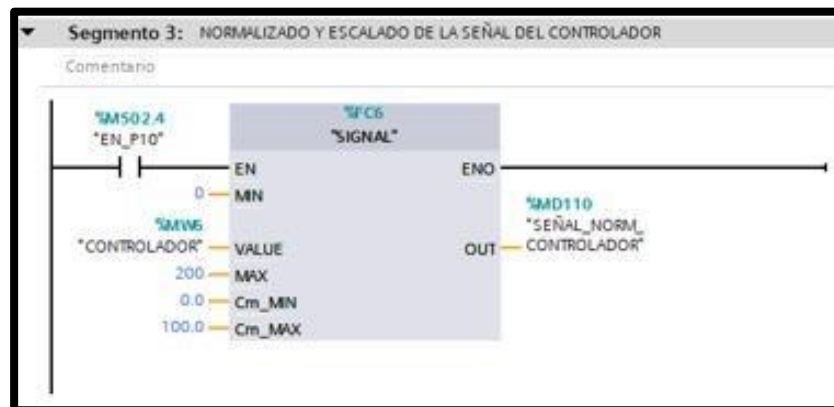 Segmento 3: NORMALIZADO Y ESCALADO DE LA SEÑAL DEL CONTROLADOR
Comentario
%M502.4
"EN_P10"
%FC6
"SIGNAL"
EN
ENO
0
MIN
%MW6
"CONTROLADOR"
VALUE
%MD110
"SEÑAL_NORM_
CONTROLADOR"
OUT
200
MAX
0.0
Cm_MIN
100.0
Cm_MAX